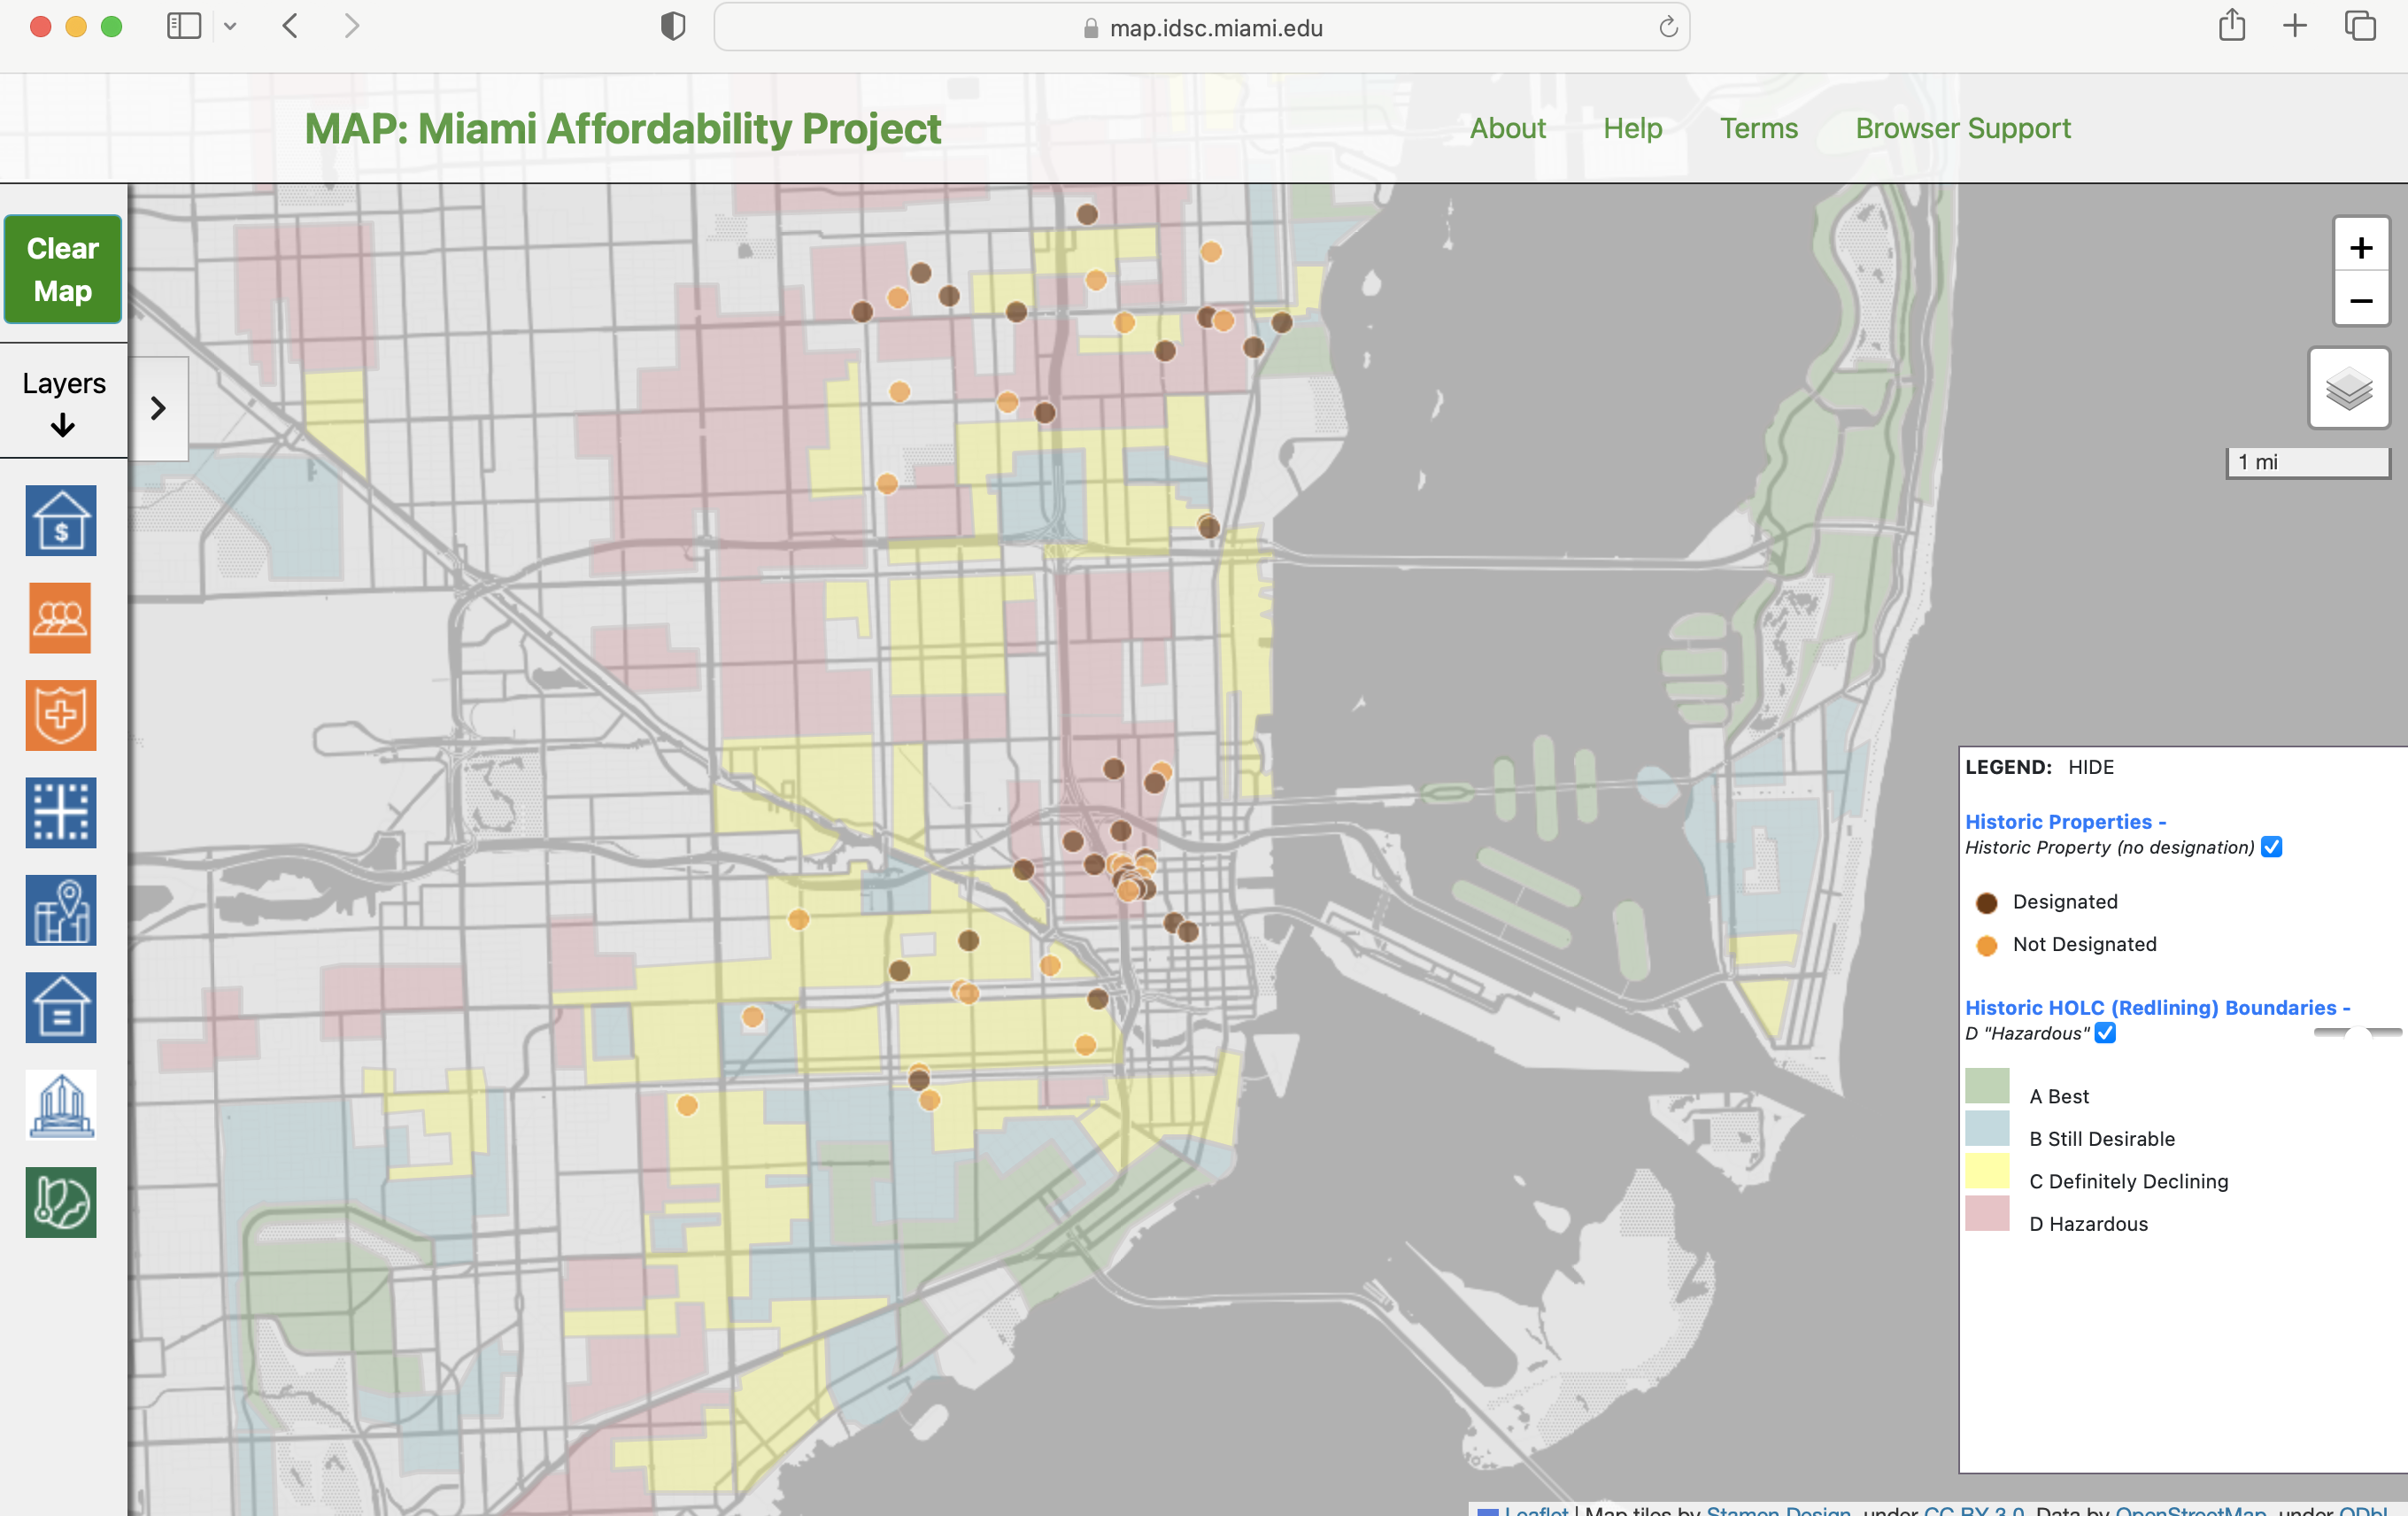 map.idsc.miami.edu
MAP: Miami Affordability Project
About Help Terms Browser Support
Clear
Map
Layers
+
−
1 mi
$
LEGEND: HIDE
Historic Properties -
Historic Property (no designation)
Designated
Not Designated
Historic HOLC (Redlining) Boundaries -
D "Hazardous"
A Best
B Still Desirable
C Definitely Declining
D Hazardous
Leaflet | Map tiles by Stamen Design, under CC BY 3.0. Data by OpenStreetMap, under ODbL